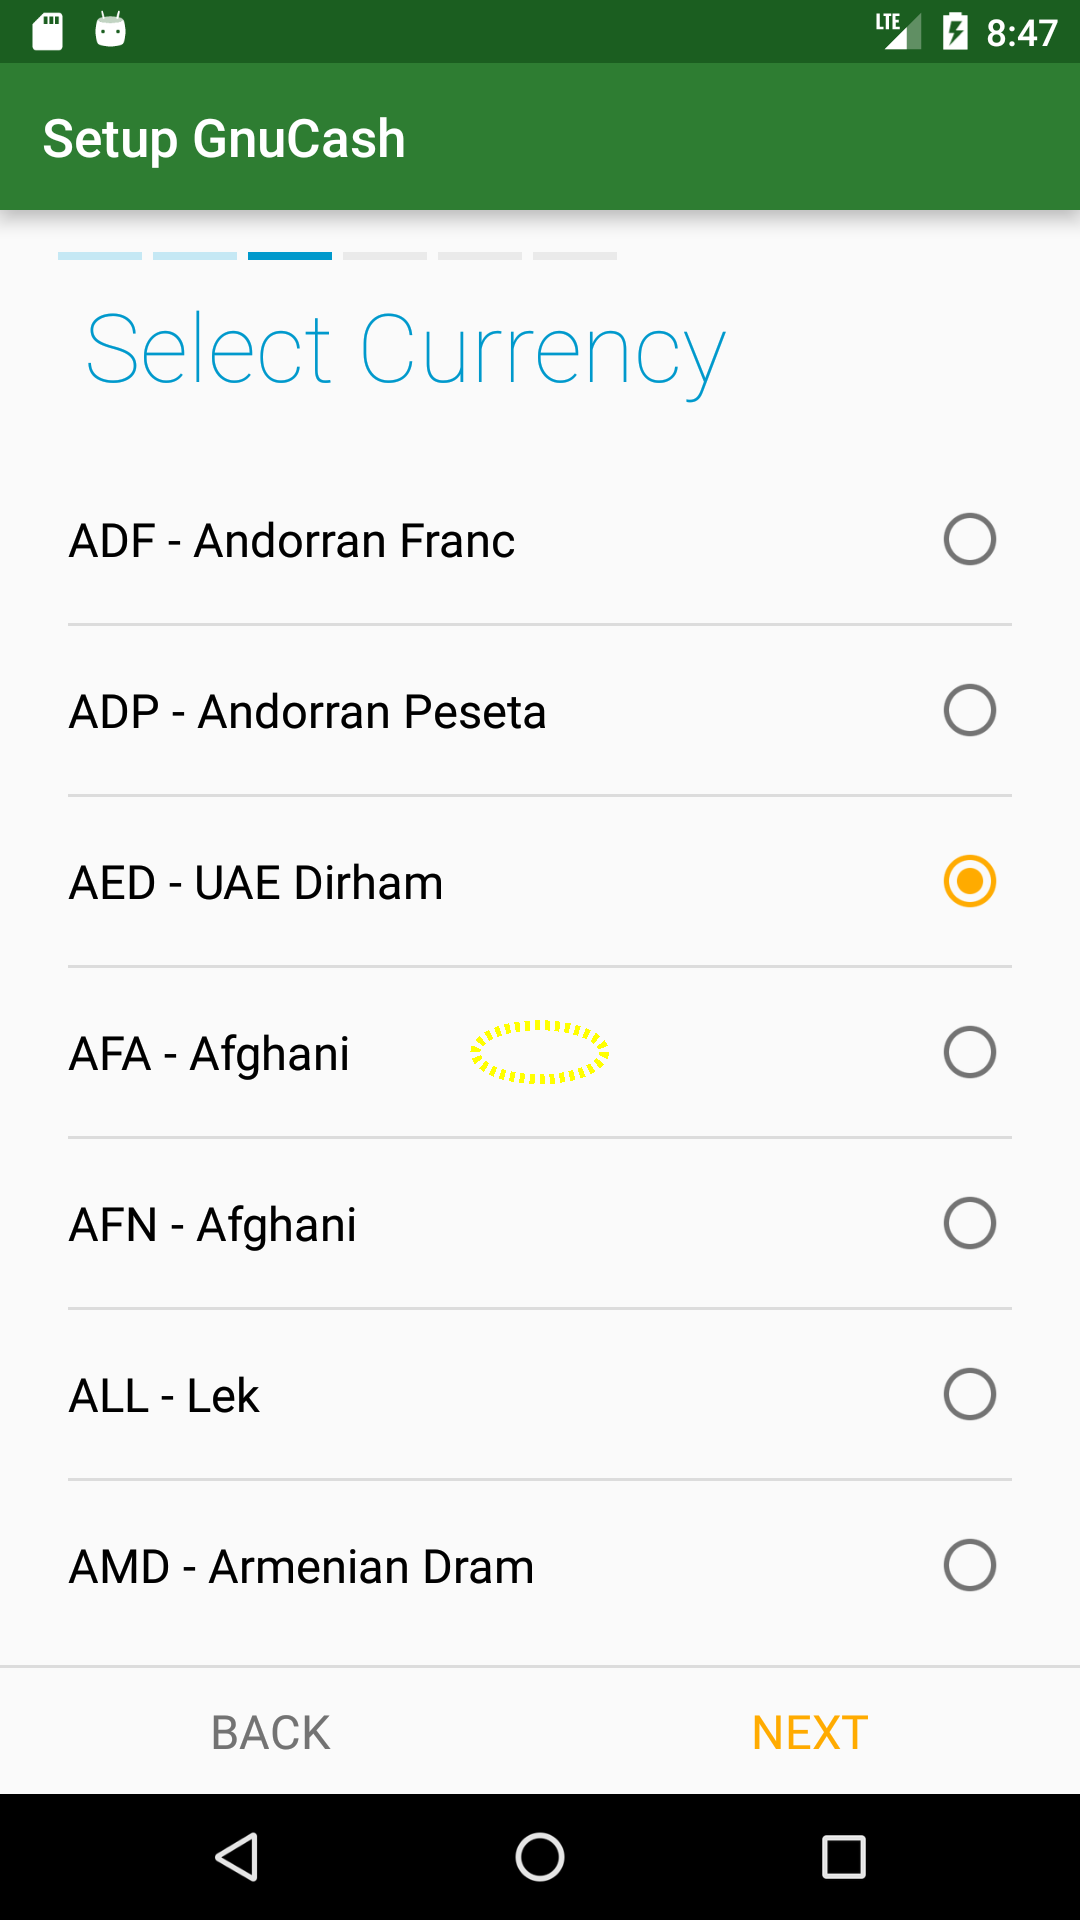 LTE 8:47
Setup GnuCash
Select Currency
ADF - Andorran Franc
ADP - Andorran Peseta
AED - UAE Dirham
AFA - Afghani
AFN - Afghani
ALL - Lek
AMD - Armenian Dram
BACK NEXT